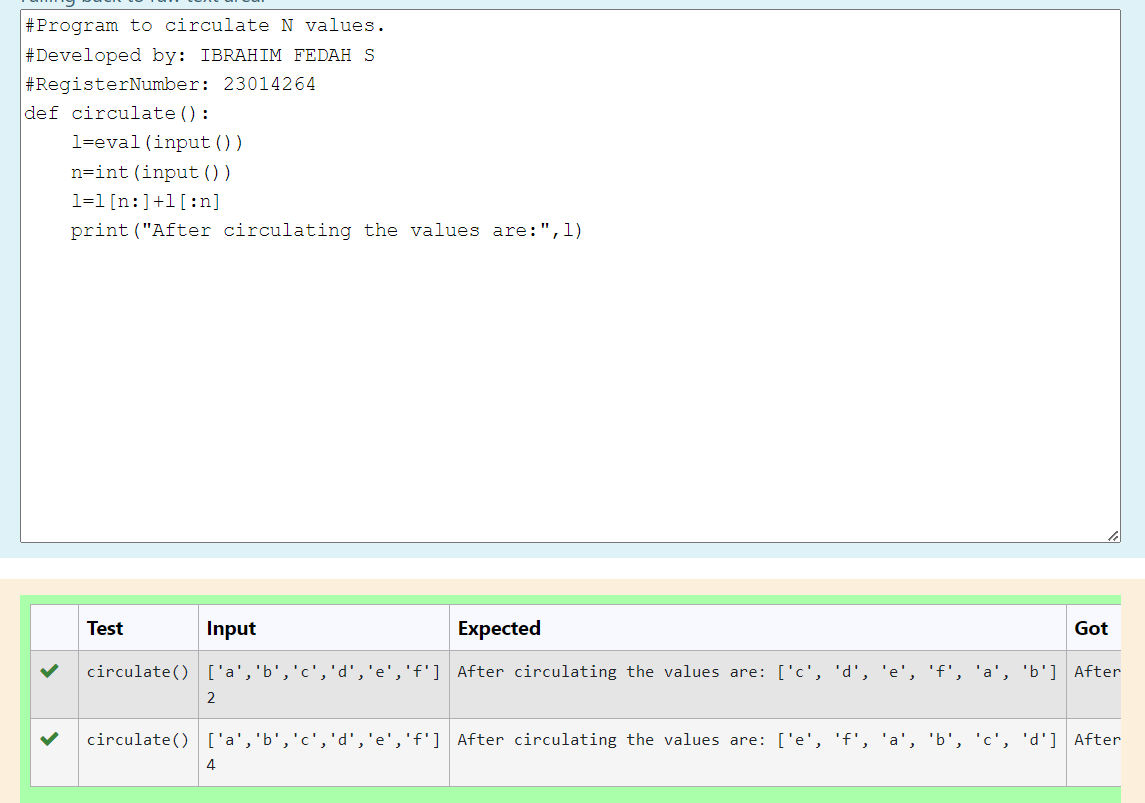 #Program to circulate N values.
#Developed by: IBRAHIM FEDAH S
#RegisterNumber: 23014264
def circulate():
    l=eval(input())
    n=int(input())
    l=l[n:]+l[:n]
    print("After circulating the values are:",l)
Test Input Expected Got
circulate() ['a','b','c','d','e','f'] After circulating the values are: ['c', 'd', 'e', 'f', 'a', 'b'] After
2
circulate() ['a','b','c','d','e','f'] After circulating the values are: ['e', 'f', 'a', 'b', 'c', 'd'] After
4